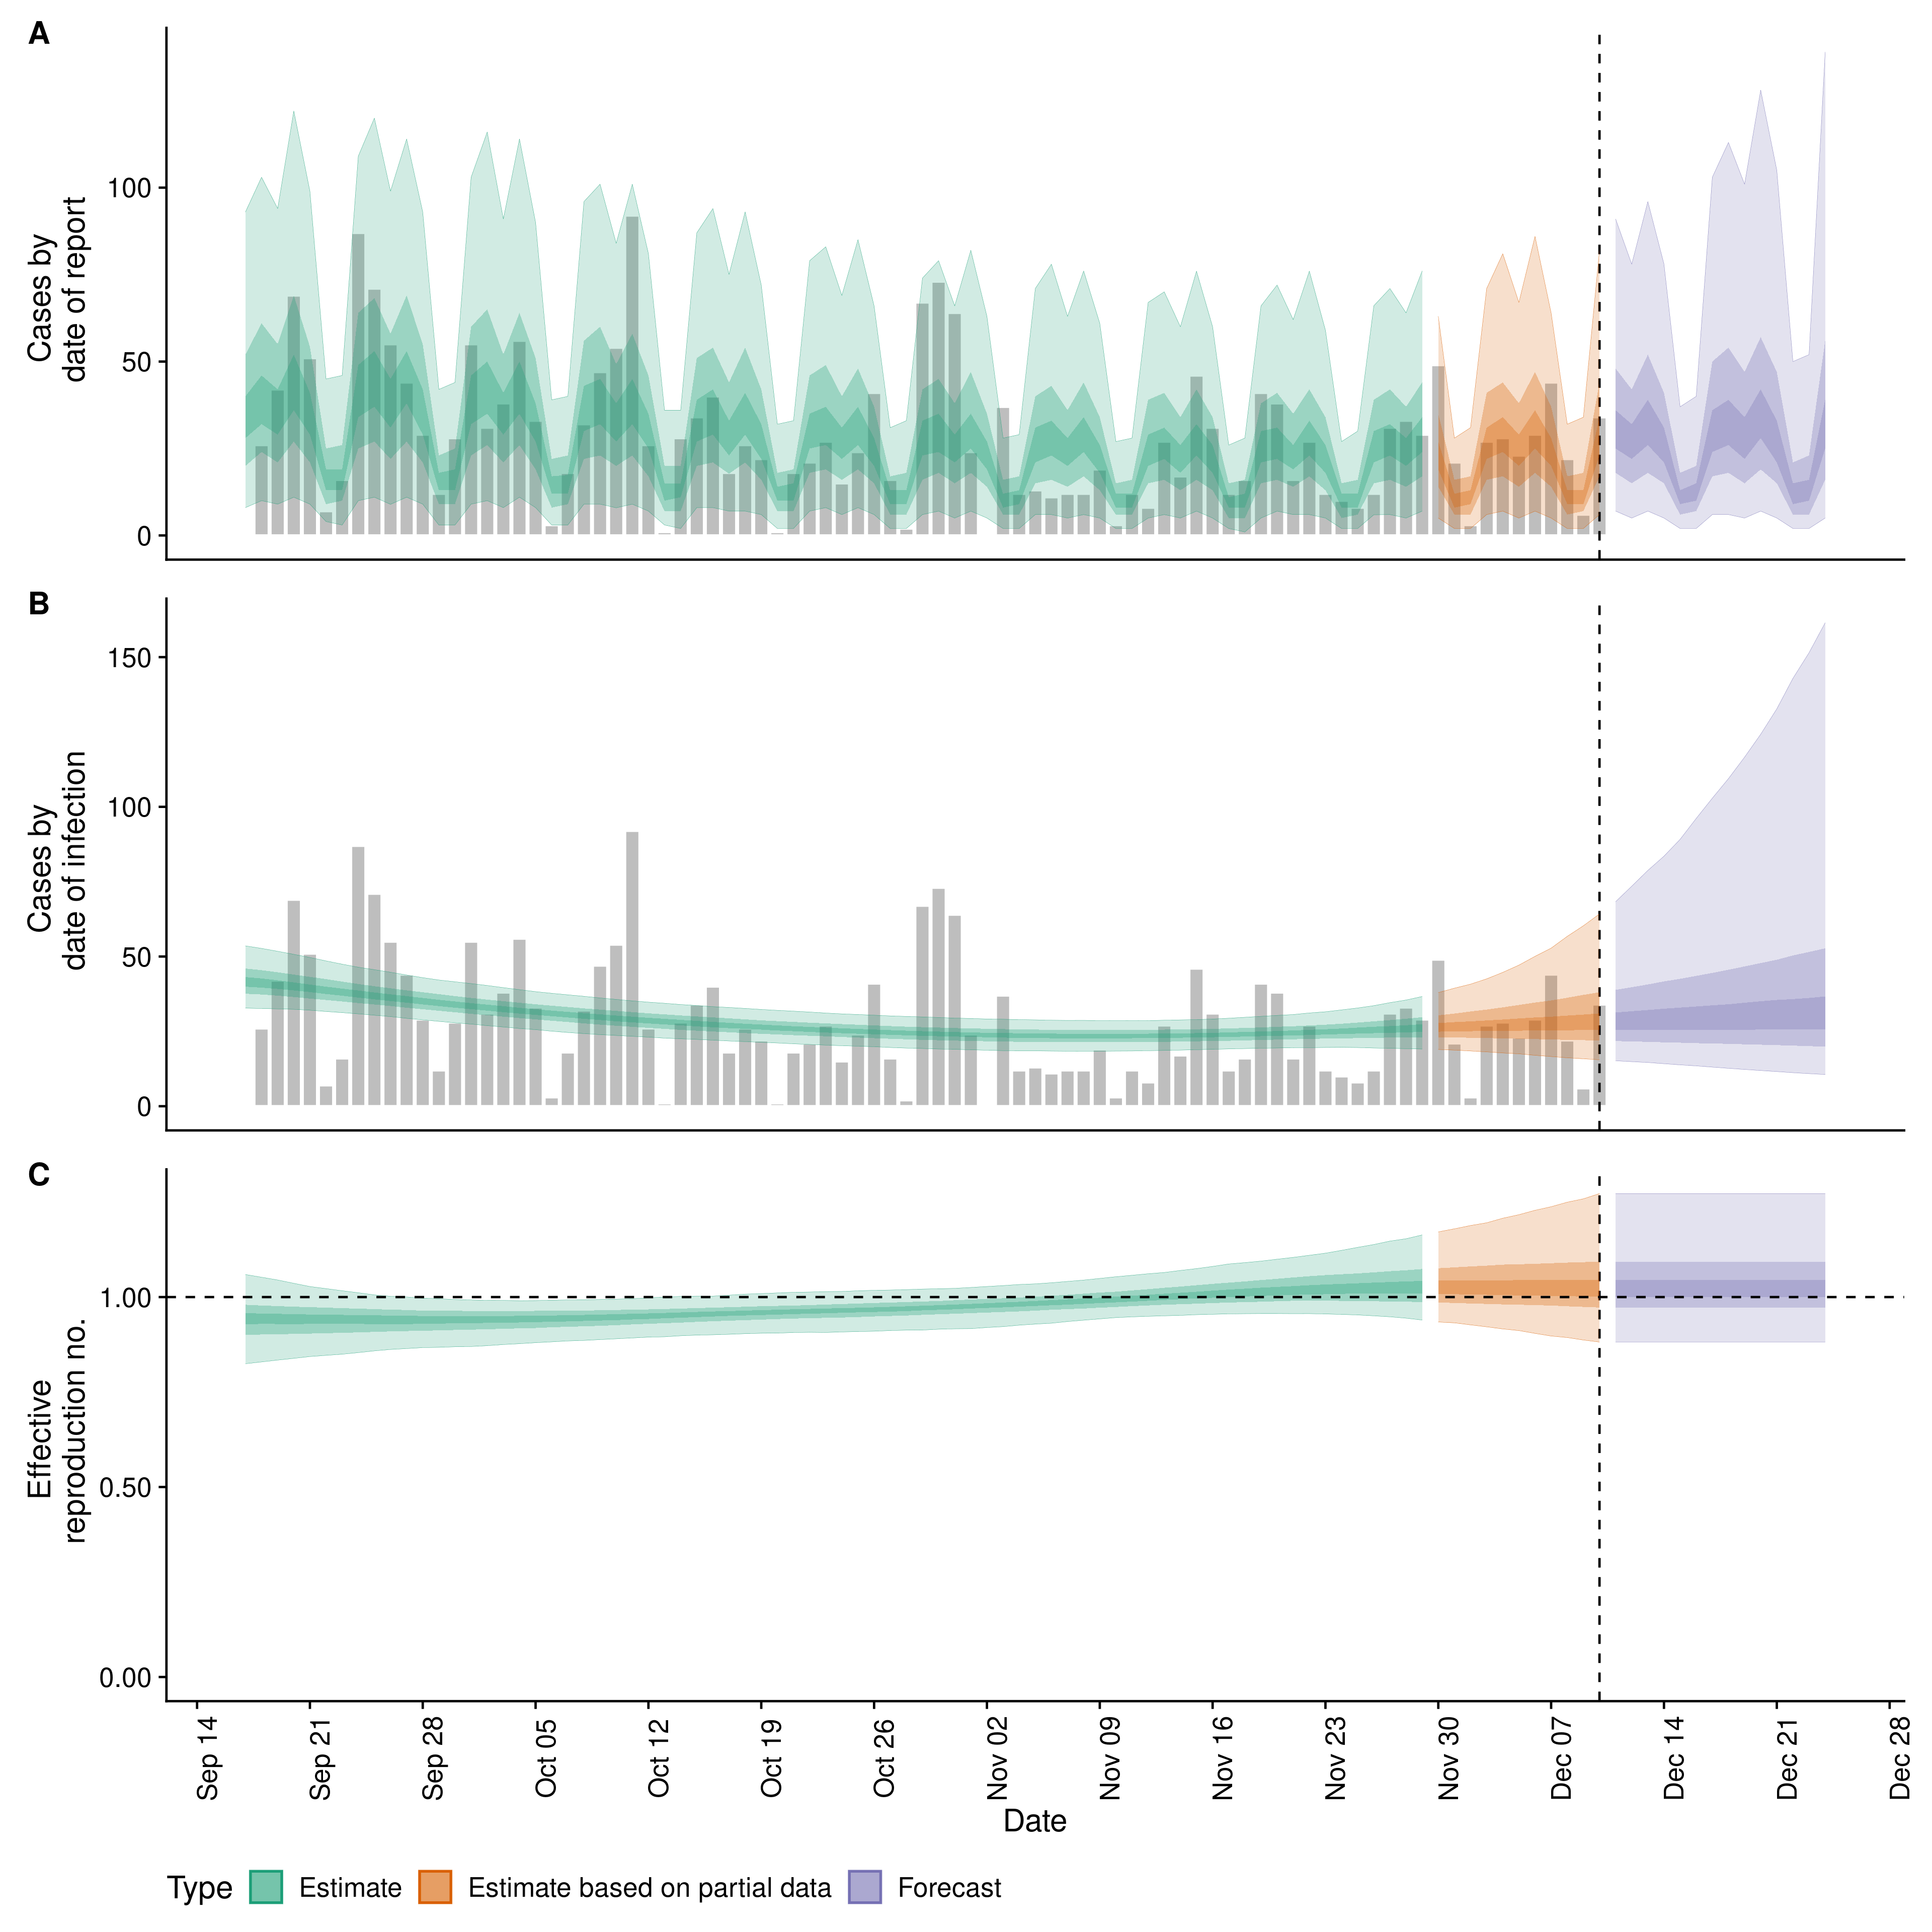 A
Cases by
date of report
100
50
0
B
Cases by
date of infection
150
100
50
0
C
Effective
reproduction no.
1.00
0.50
0.00
Sep 14
Sep 21
Sep 28
Oct 05
Oct 12
Oct 19
Oct 26
Nov 02
Nov 09
Nov 16
Nov 23
Nov 30
Dec 07
Dec 14
Dec 21
Dec 28
Date
Type Estimate Estimate based on partial data Forecast